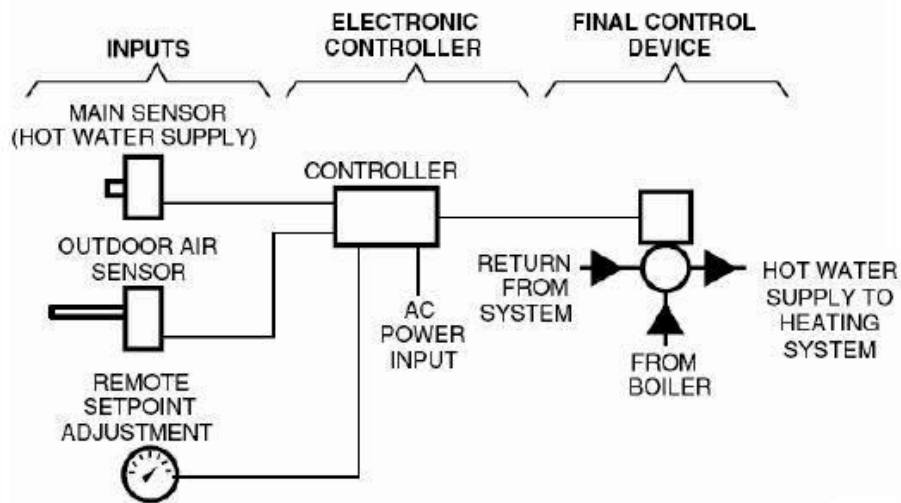 INPUTS
ELECTRONIC
CONTROLLER
FINAL CONTROL
DEVICE
MAIN SENSOR
(HOT WATER SUPPLY)
CONTROLLER
OUTDOOR AIR
SENSOR
AC
POWER
INPUT
RETURN
FROM
SYSTEM
FROM
BOILER
HOT WATER
SUPPLY TO
HEATING
SYSTEM
REMOTE
SETPOINT
ADJUSTMENT